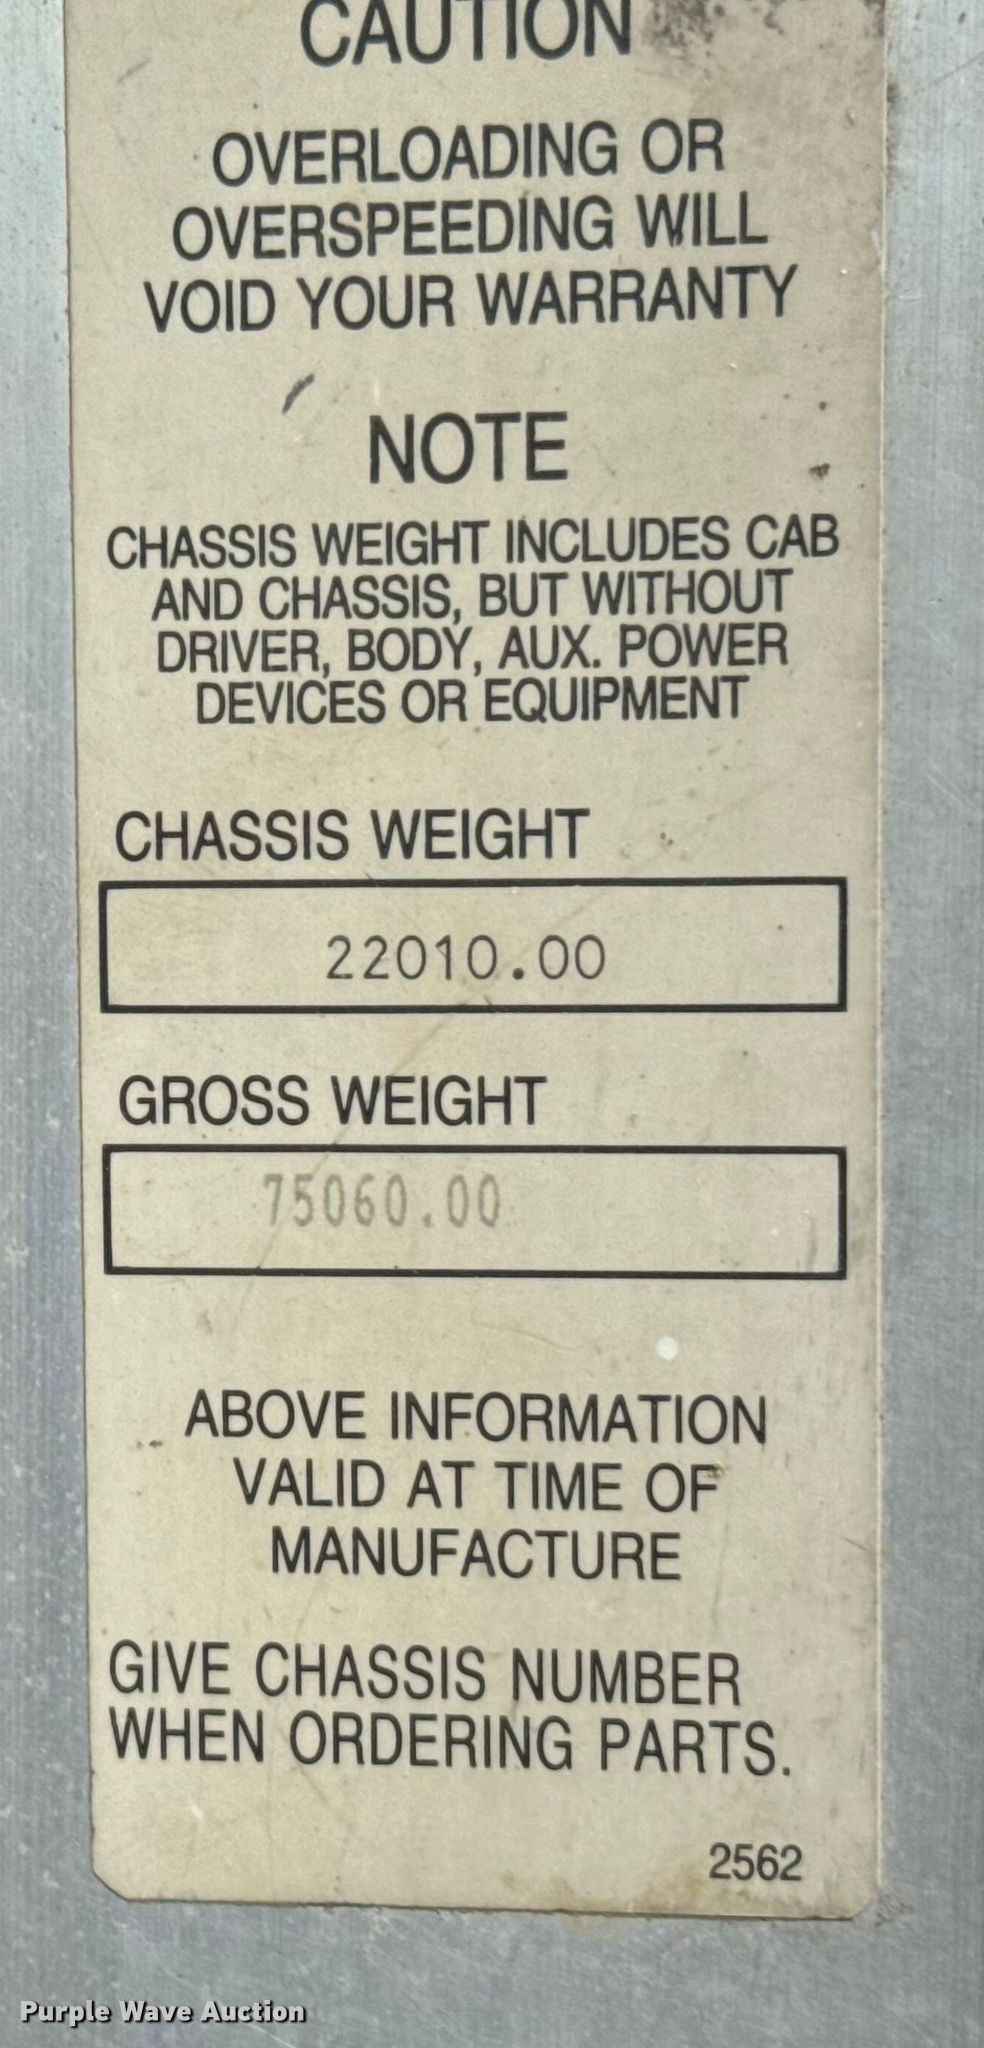 CAUTION
OVERLOADING OR
OVERSPEEDING WILL
VOID YOUR WARRANTY
NOTE
CHASSIS WEIGHT INCLUDES CAB
AND CHASSIS, BUT WITHOUT
DRIVER, BODY, AUX. POWER
DEVICES OR EQUIPMENT
CHASSIS WEIGHT
22010.00
GROSS WEIGHT
75060.00
ABOVE INFORMATION
VALID AT TIME OF
MANUFACTURE
GIVE CHASSIS NUMBER
WHEN ORDERING PARTS.
2562
Purple Wave Auction